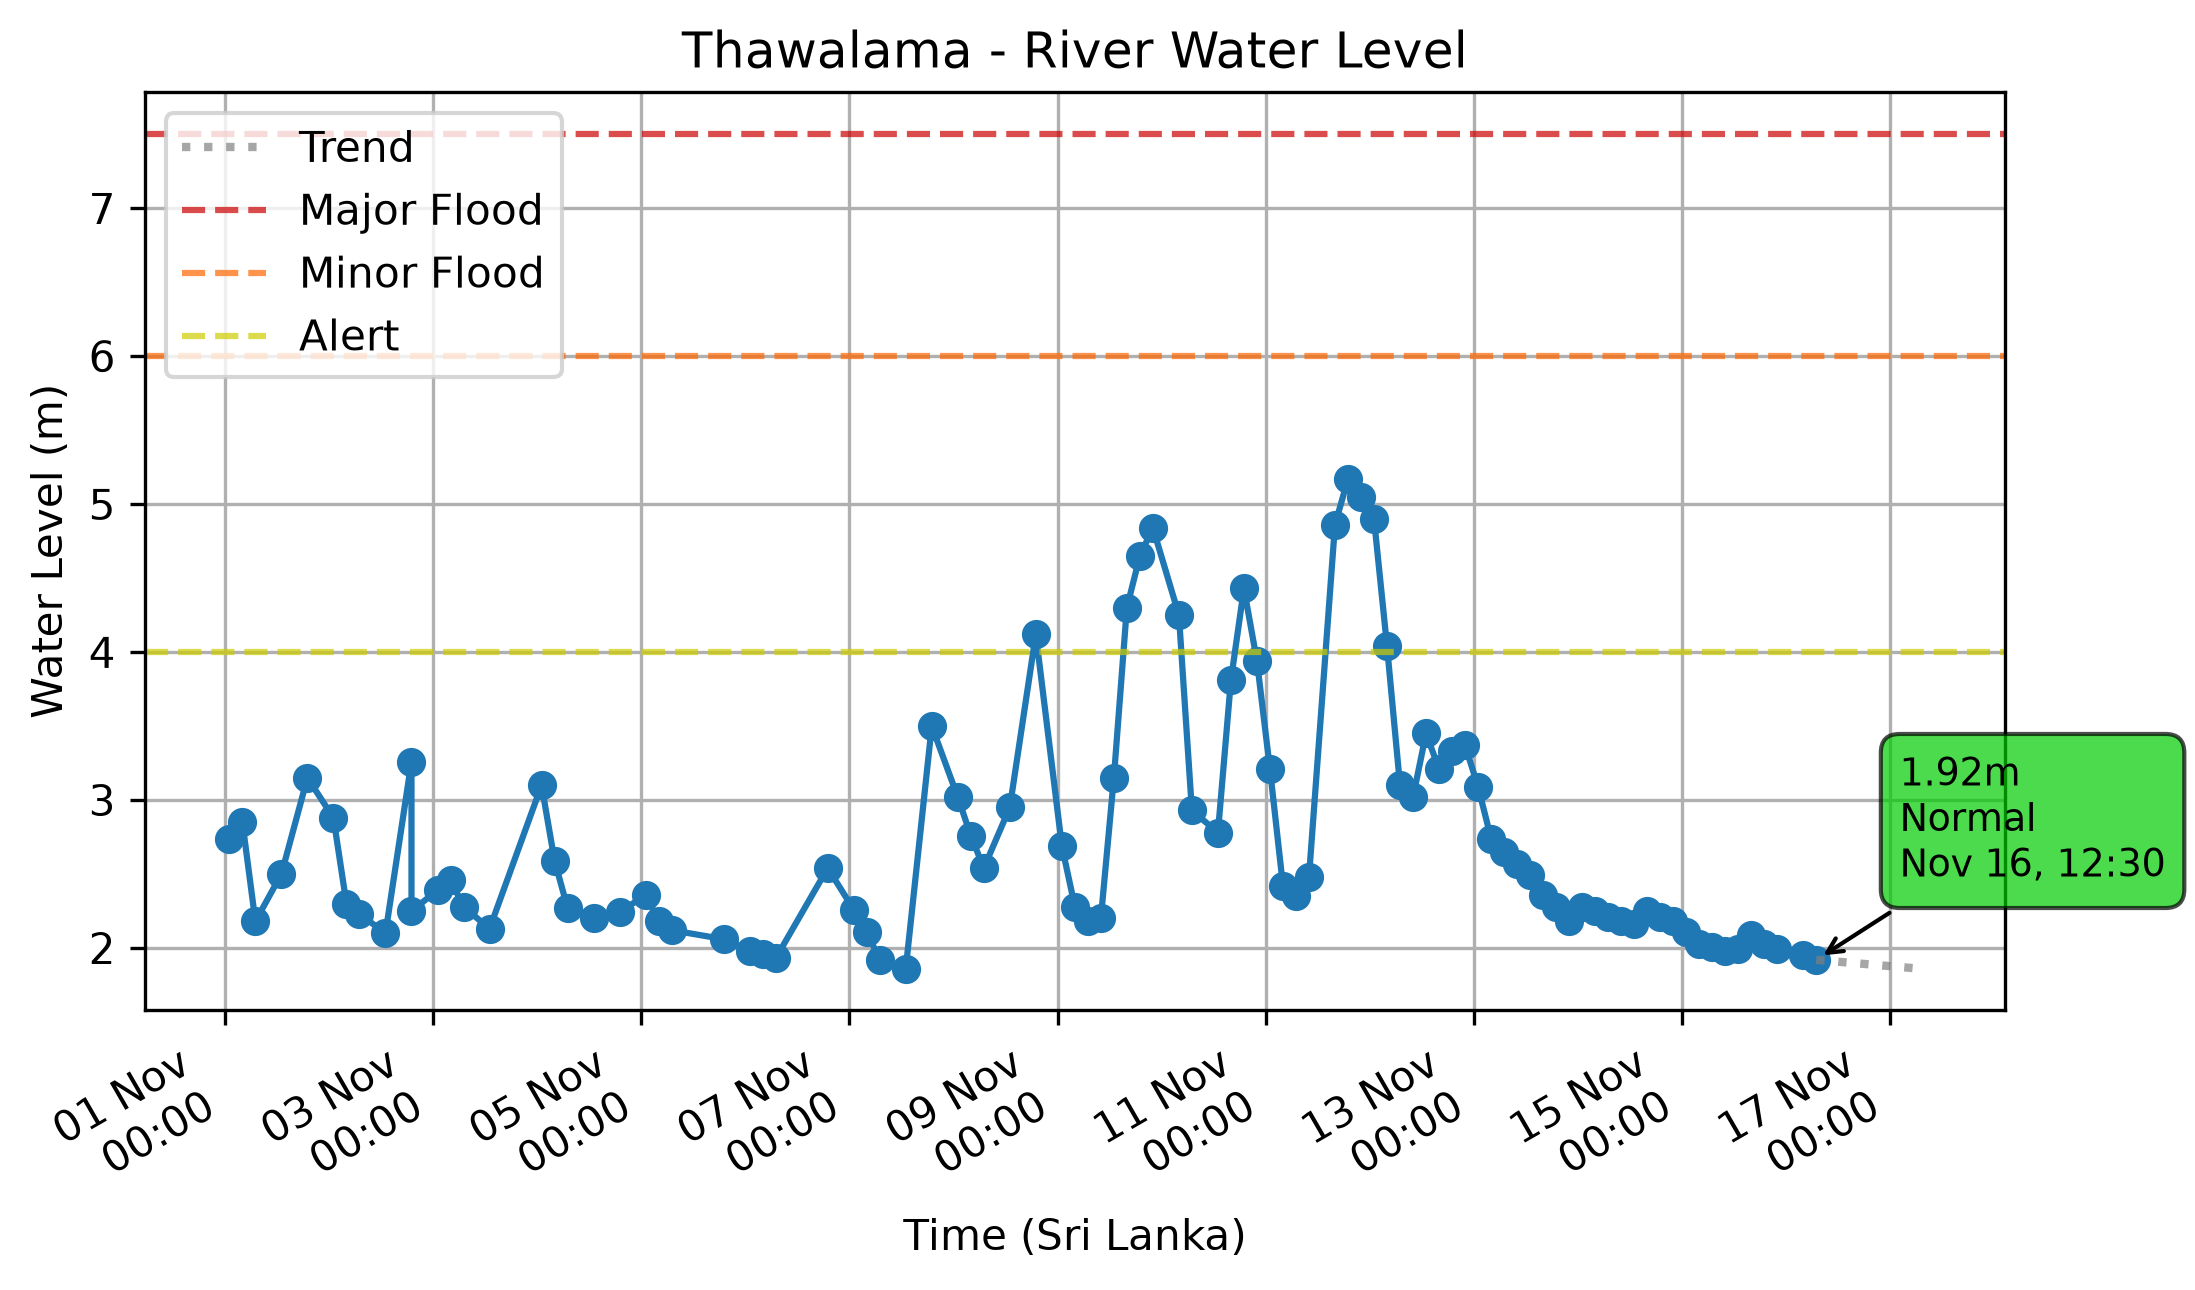 Thawalama - River Water Level
Trend
Major Flood
Minor Flood
Alert
7
6
5
4
3
2
Water Level (m)
1.92m
Normal
Nov 16, 12:30
01 Nov
00:00
03 Nov
00:00
05 Nov
00:00
07 Nov
00:00
09 Nov
00:00
11 Nov
00:00
13 Nov
00:00
15 Nov
00:00
17 Nov
00:00
Time (Sri Lanka)